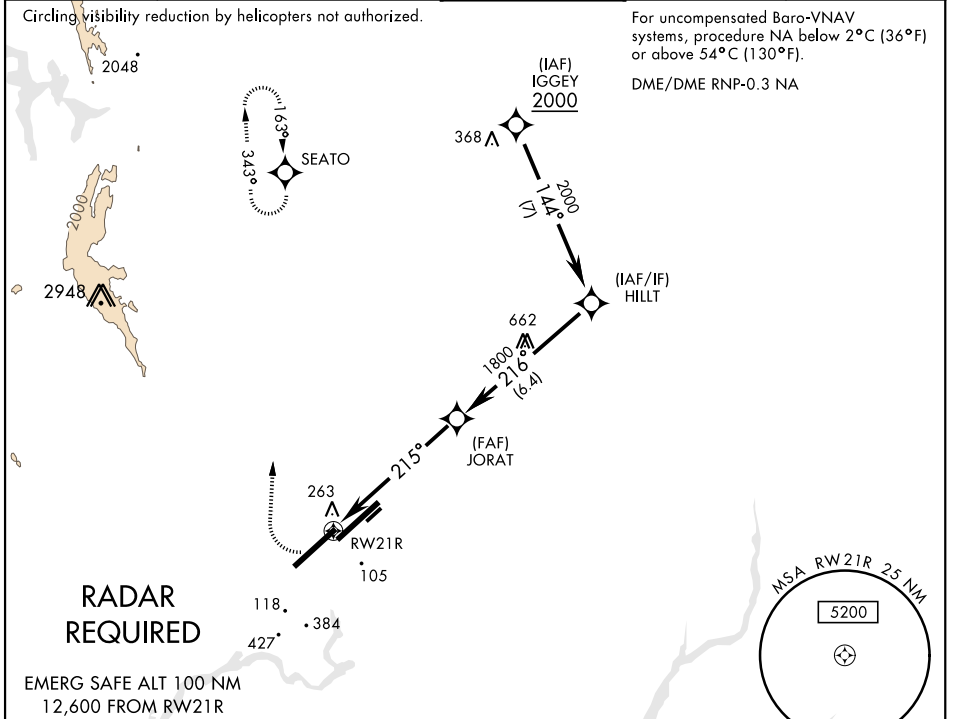 Circling visibility reduction by helicopters not authorized.
For uncompensated Baro-VNAV
systems, procedure NA below 2°C (36°F)
or above 54°C (130°F).
DME/DME RNP-0.3 NA
2048
(IAF)
IGGEY
2000
368
163°
343°
SEATO
2000
144°
(7)
2000
2948
(IAF/IF)
HILLT
662
1800
216°
(6.4)
(FAF)
JORAT
215°
263
RW21R
105
118
384
427
RADAR
REQUIRED
EMERG SAFE ALT 100 NM
12,600 FROM RW21R
MSA RW21R 25 NM
5200